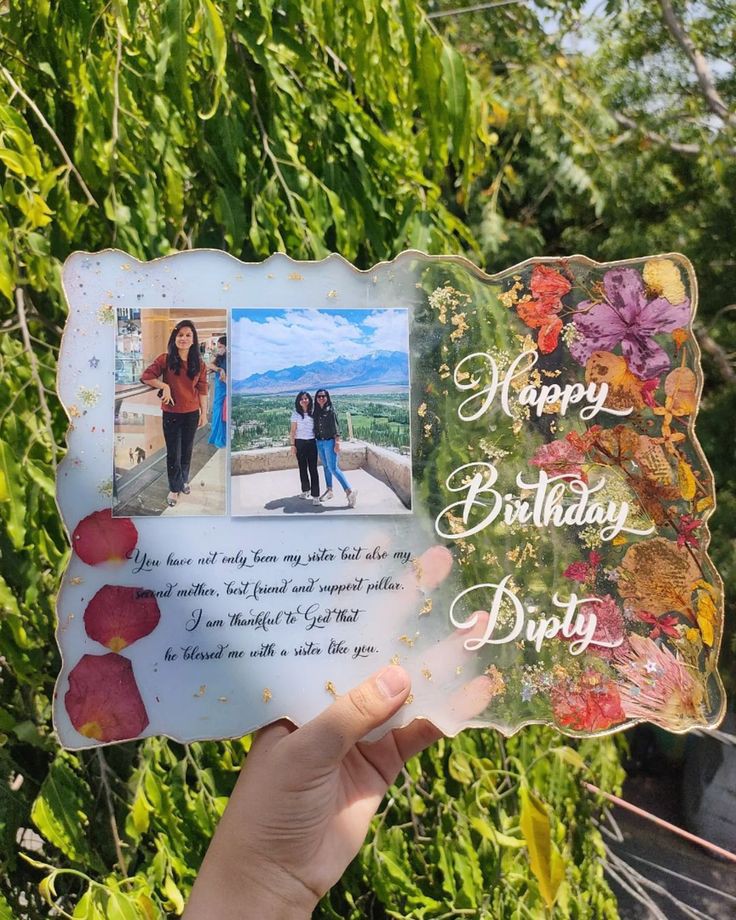 You have not only been my sister but also my
second mother, best friend and support pillar.
I am thankful to God that
he blessed me with a sister like you.
Happy
Birthday
Dipty